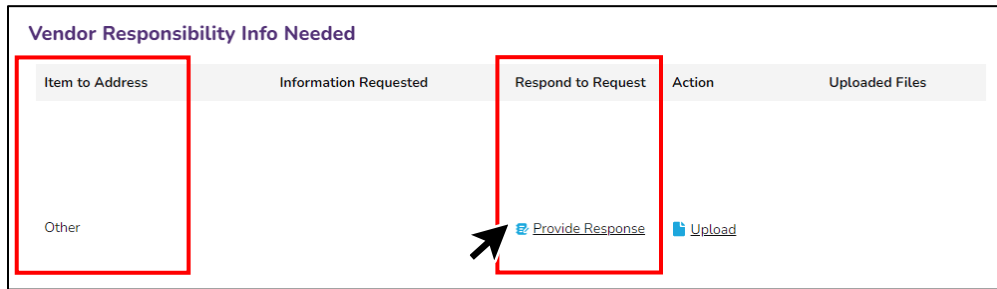 Vendor Responsibility Info Needed
Item to Address Information Requested Respond to Request Action Uploaded Files
Other Provide Response Upload